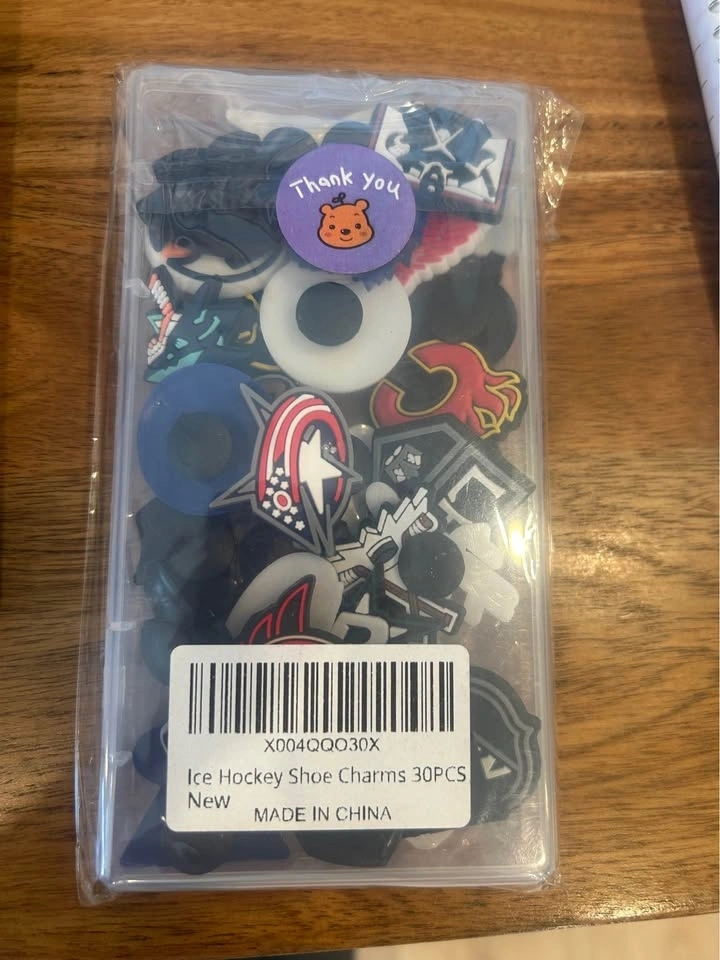 Thank you
X004QQO30X
Ice Hockey Shoe Charms 30PCS
New
MADE IN CHINA